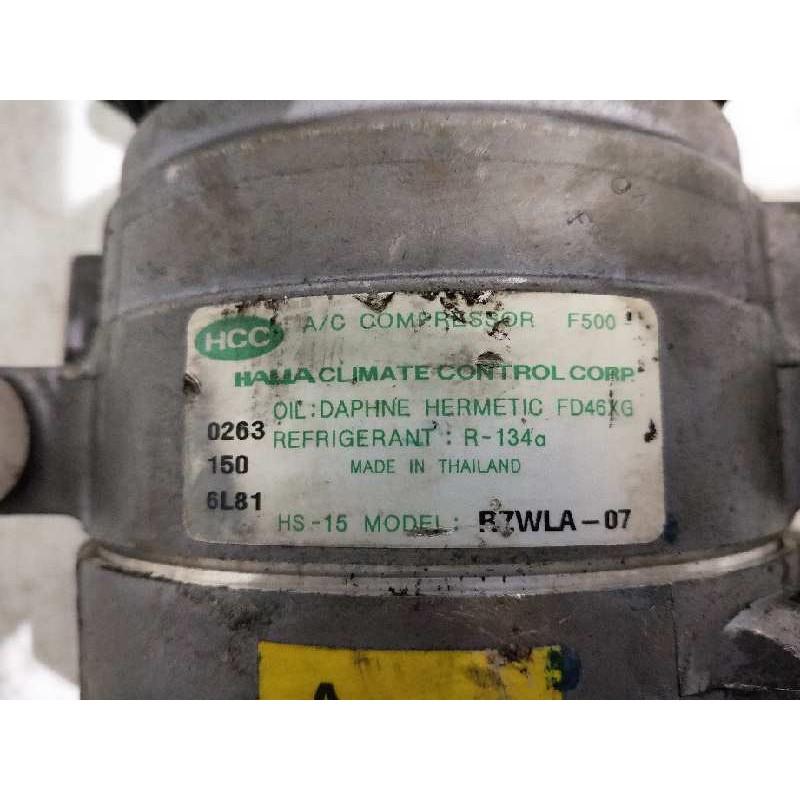 HCC A/C COMPRESSOR F500
HALLA CLIMATE CONTROL CORP.
OIL: DAPHNE HERMETIC FD46XG
0263 REFRIGERANT : R-134a
150 MADE IN THAILAND
6L81
HS-15 MODEL: -07
A